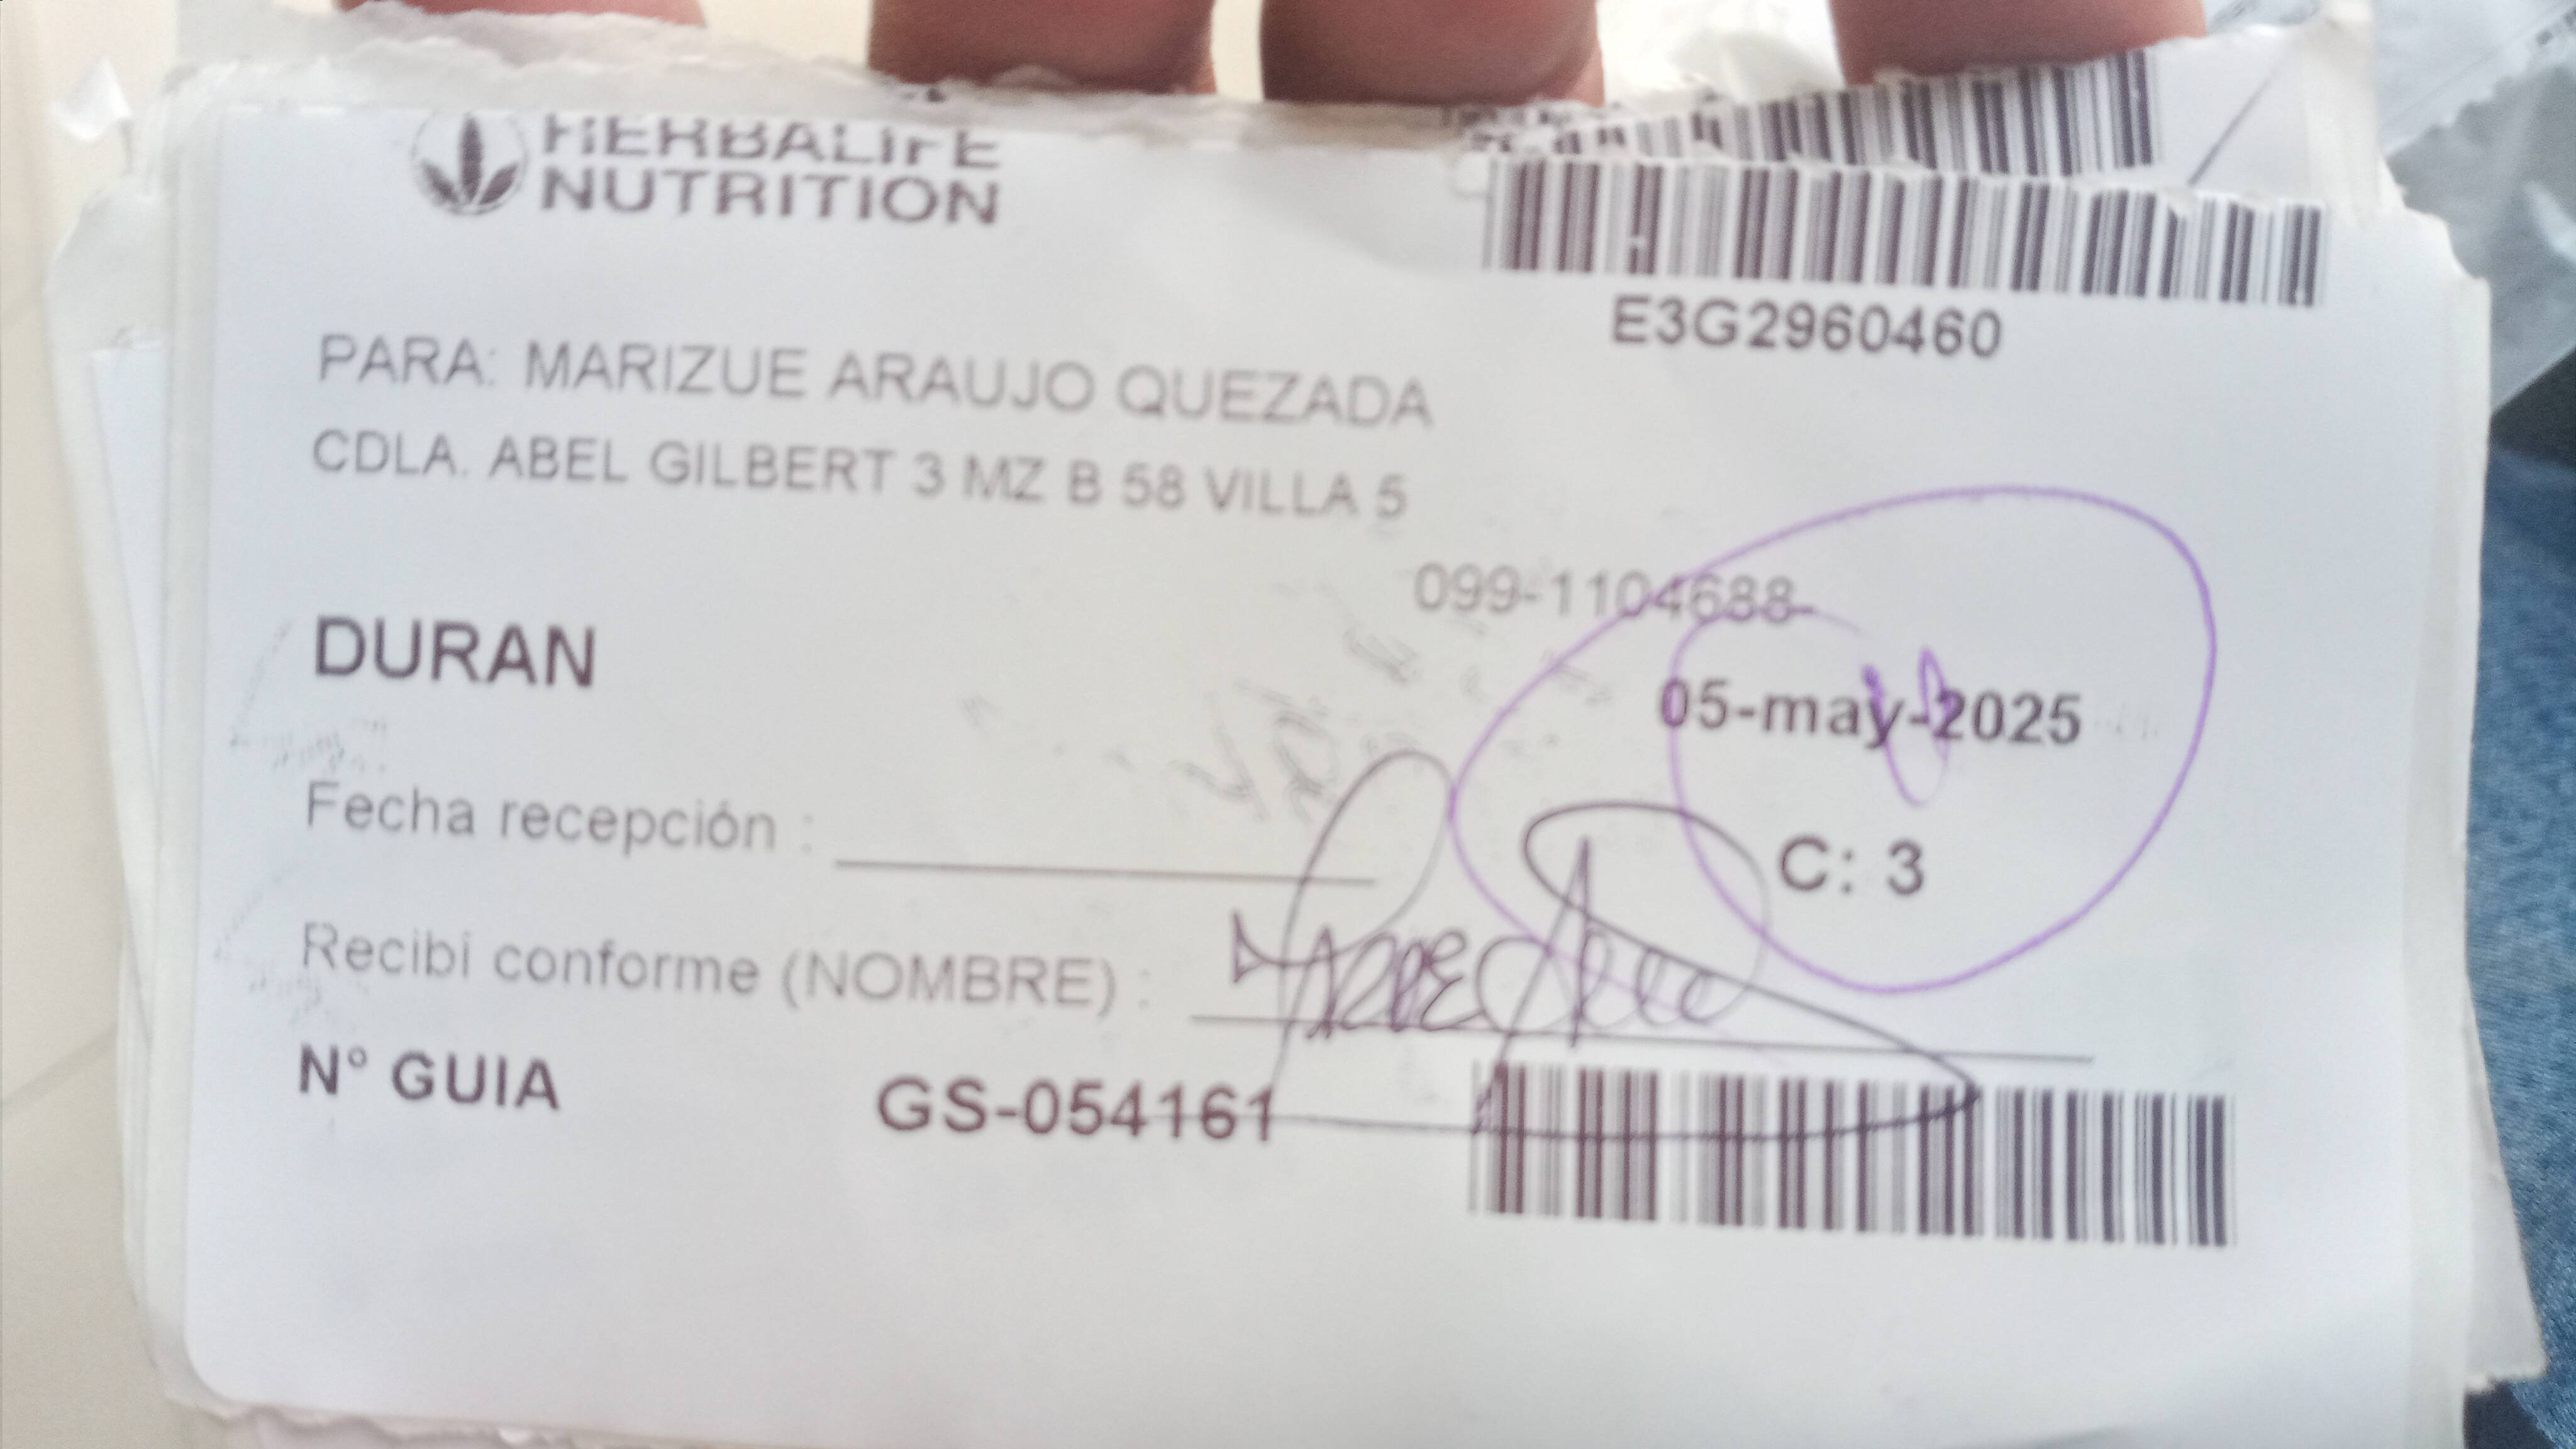 HERBALIFE
NUTRITION
E3G2960460
PARA: MARIZUE ARAUJO QUEZADA
CDLA. ABEL GILBERT 3 MZ B 58 VILLA 5
099-1104688-
DURAN
05-may-2025
Fecha recepción :
C: 3
Recibí conforme (NOMBRE) :
N° GUIA GS-054161